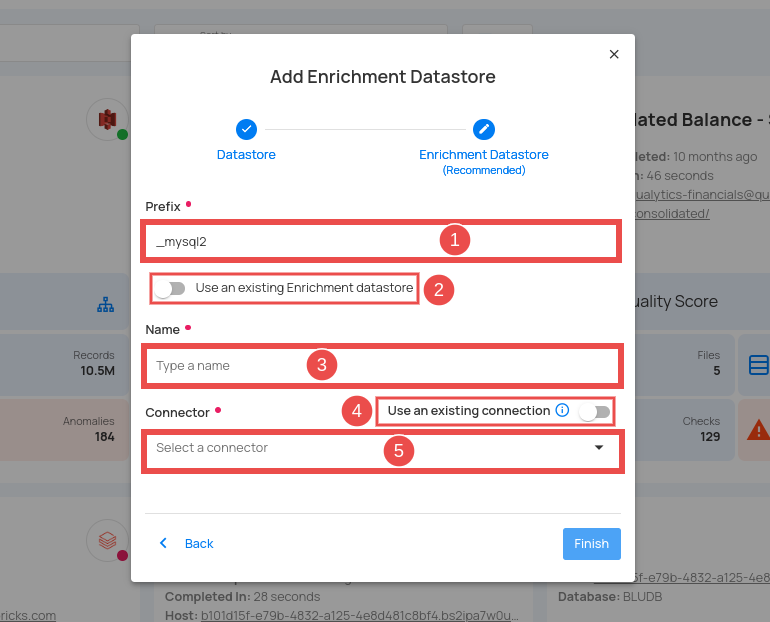 Sort by
Add Enrichment Datastore
Datastore
Enrichment Datastore
(Recommended)
Prefix
_mysql2
1
Use an existing Enrichment datastore
2
Name
Type a name
3
Connector
4
Use an existing connection
Select a connector
5
Back
Finish
Records
10.5M
Anomalies
184
lated Balance -
leted: 10 months ago
n: 46 seconds
qualytics-financials@qu
onsolidated/
uality Score
Files
5
Checks
129
Completed In: 28 seconds
Host: b101d15f-e79b-4832-a125-4e8d481c8bf4.bs2ipa7w0u...
ricks.com
5f-e79b-4832-a125-4e8
Database: BLUDB